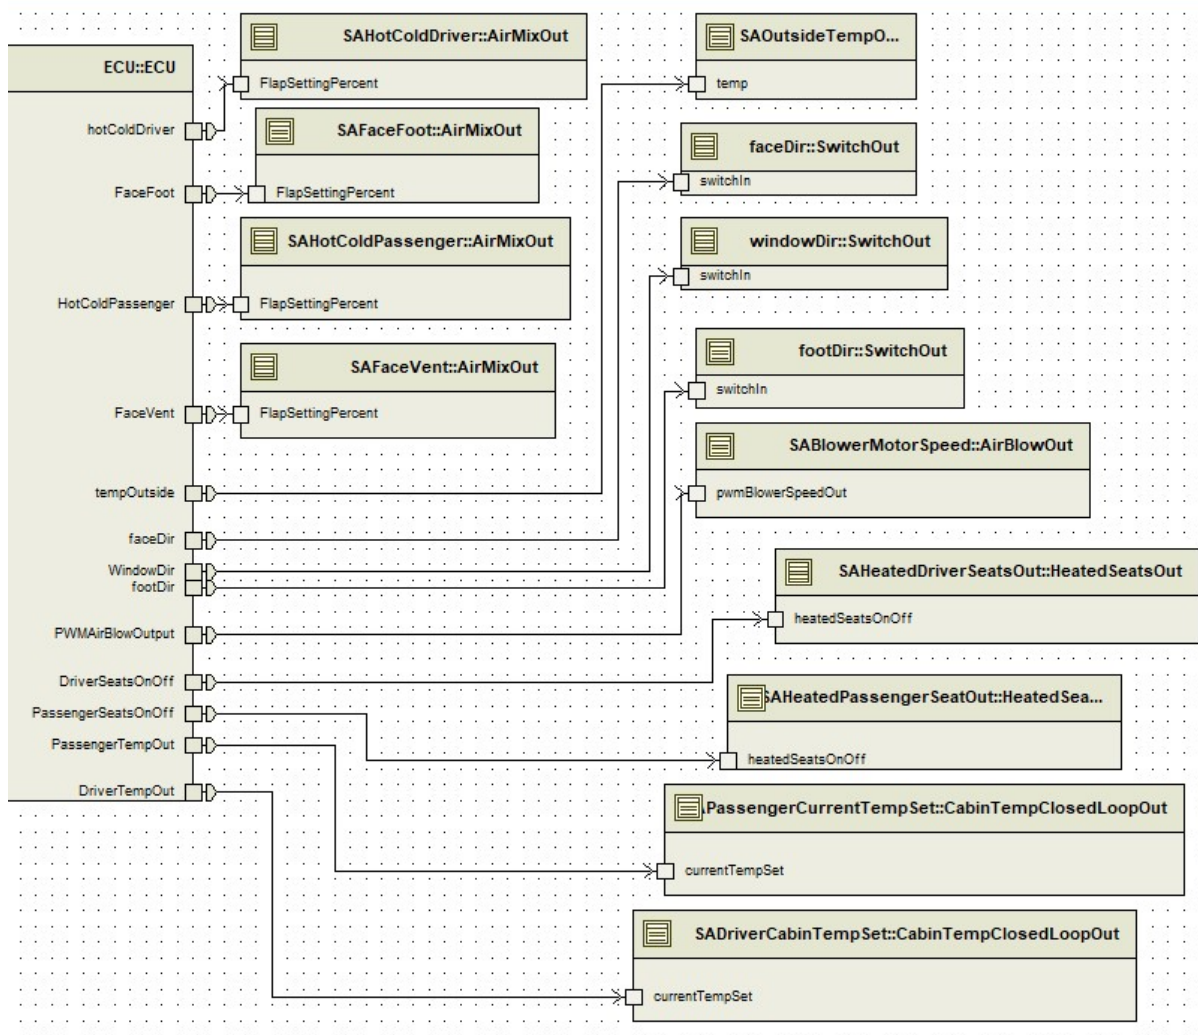 ECU::ECU
hotColdDriver
FaceFoot
HotColdPassenger
FaceVent
tempOutside
faceDir
WindowDir
footDir
PWMAirBlowOutput
DriverSeatsOnOff
PassengerSeatsOnOff
PassengerTempOut
DriverTempOut
SAHotColdDriver::AirMixOut
FlapSettingPercent
SAFaceFoot::AirMixOut
FlapSettingPercent
SAHotColdPassenger::AirMixOut
FlapSettingPercent
SAFaceVent::AirMixOut
FlapSettingPercent
SAOutsideTempO...
temp
faceDir::SwitchOut
switchIn
windowDir::SwitchOut
switchIn
footDir::SwitchOut
switchIn
SABlowerMotorSpeed::AirBlowOut
pwmBlowerSpeedOut
SAHeatedDriverSeatsOut::HeatedSeatsOut
heatedSeatsOnOff
SAHeatedPassengerSeatOut::HeatedSea...
heatedSeatsOnOff
APassengerCurrentTempSet::CabinTempClosedLoopOut
currentTempSet
SADriverCabinTempSet::CabinTempClosedLoopOut
currentTempSet